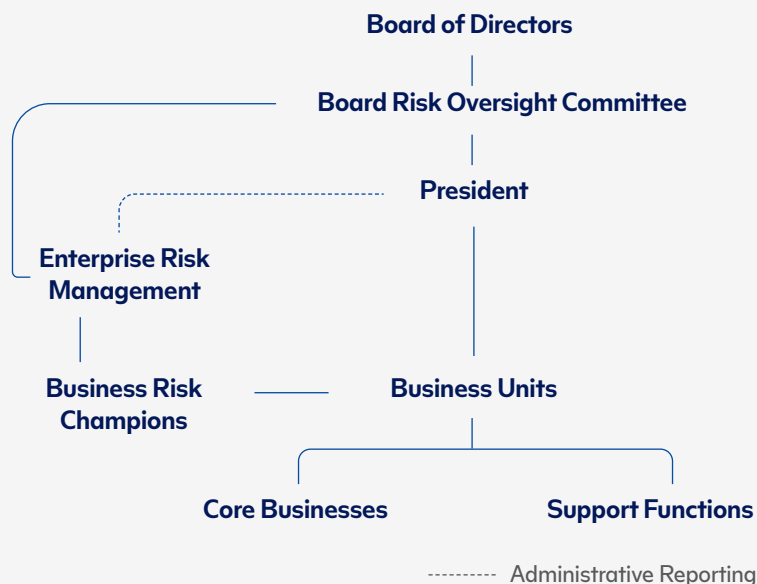 Board of Directors
Board Risk Oversight Committee
President
Enterprise Risk
Management
Business Risk
Champions
Business Units
Core Businesses
Support Functions
Administrative Reporting